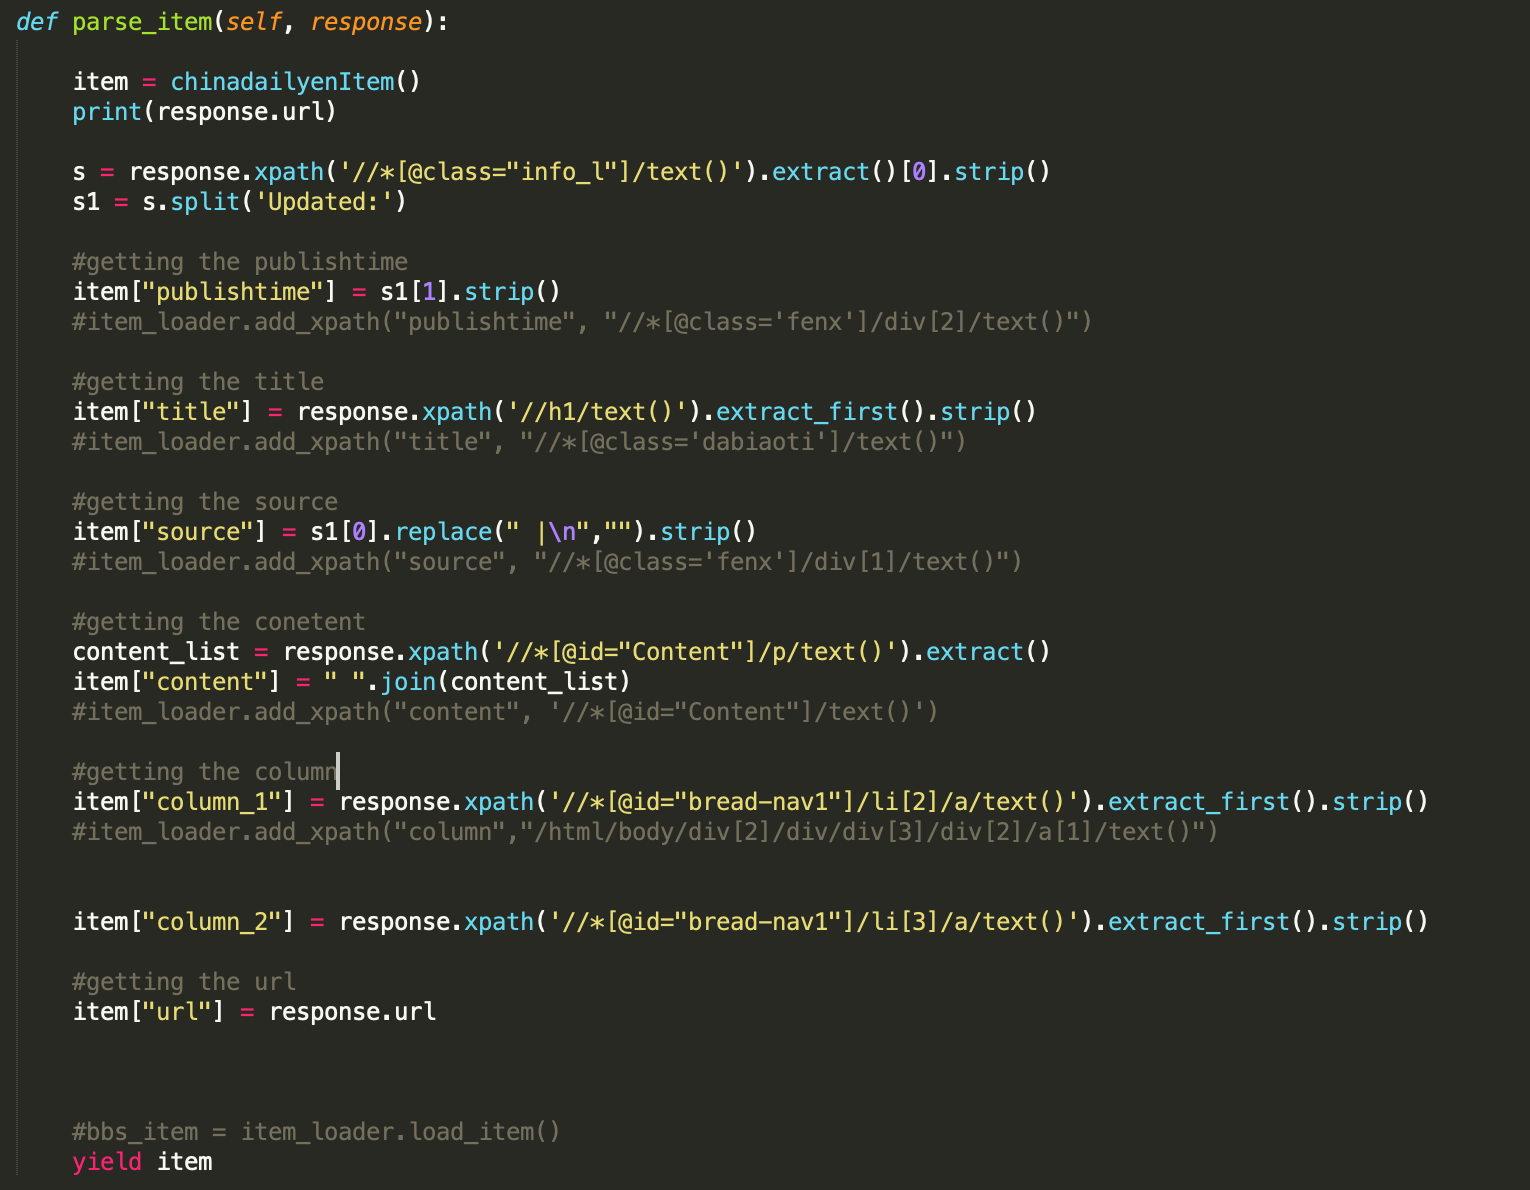 def parse_item(self, response):
item = chinadailyenItem()
print(response.url)
s = response.xpath('//*[@class="info_l"]/text()').extract()[0].strip()
s1 = s.split('Updated:')
#getting the publishtime
item["publishtime"] = s1[1].strip()
#item_loader.add_xpath("publishtime", "//*[@class='fenx']/div[2]/text()")
#getting the title
item["title"] = response.xpath('//h1/text()').extract_first().strip()
#item_loader.add_xpath("title", "//*[@class='dabiaoti']/text()")
#getting the source
item["source"] = s1[0].replace(" |\n","").strip()
#item_loader.add_xpath("source", "//*[@class='fenx']/div[1]/text()")
#getting the conetent
content_list = response.xpath('//*[@id="Content"]/p/text()').extract()
item["content"] = " ".join(content_list)
#item_loader.add_xpath("content", '//*[@id="Content"]/text()')
#getting the column
item["column_1"] = response.xpath('//*[@id="bread-nav1"]/li[2]/a/text()').extract_first().strip()
#item_loader.add_xpath("column","/html/body/div[2]/div/div[3]/div[2]/a[1]/text()")
item["column_2"] = response.xpath('//*[@id="bread-nav1"]/li[3]/a/text()').extract_first().strip()
#getting the url
item["url"] = response.url
#bbs_item = item_loader.load_item()
yield item